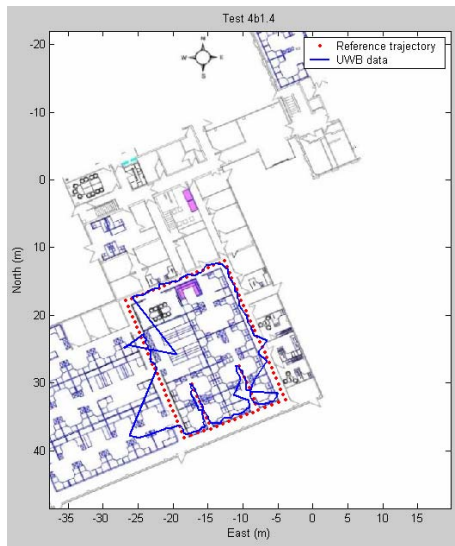 Test 4b1.4
Reference trajectory
UWB data
N
W E
S
-20
-10
0
10
20
30
40
North (m)
-35 -30 -25 -20 -15 -10 -5 0 5 10 15
East (m)